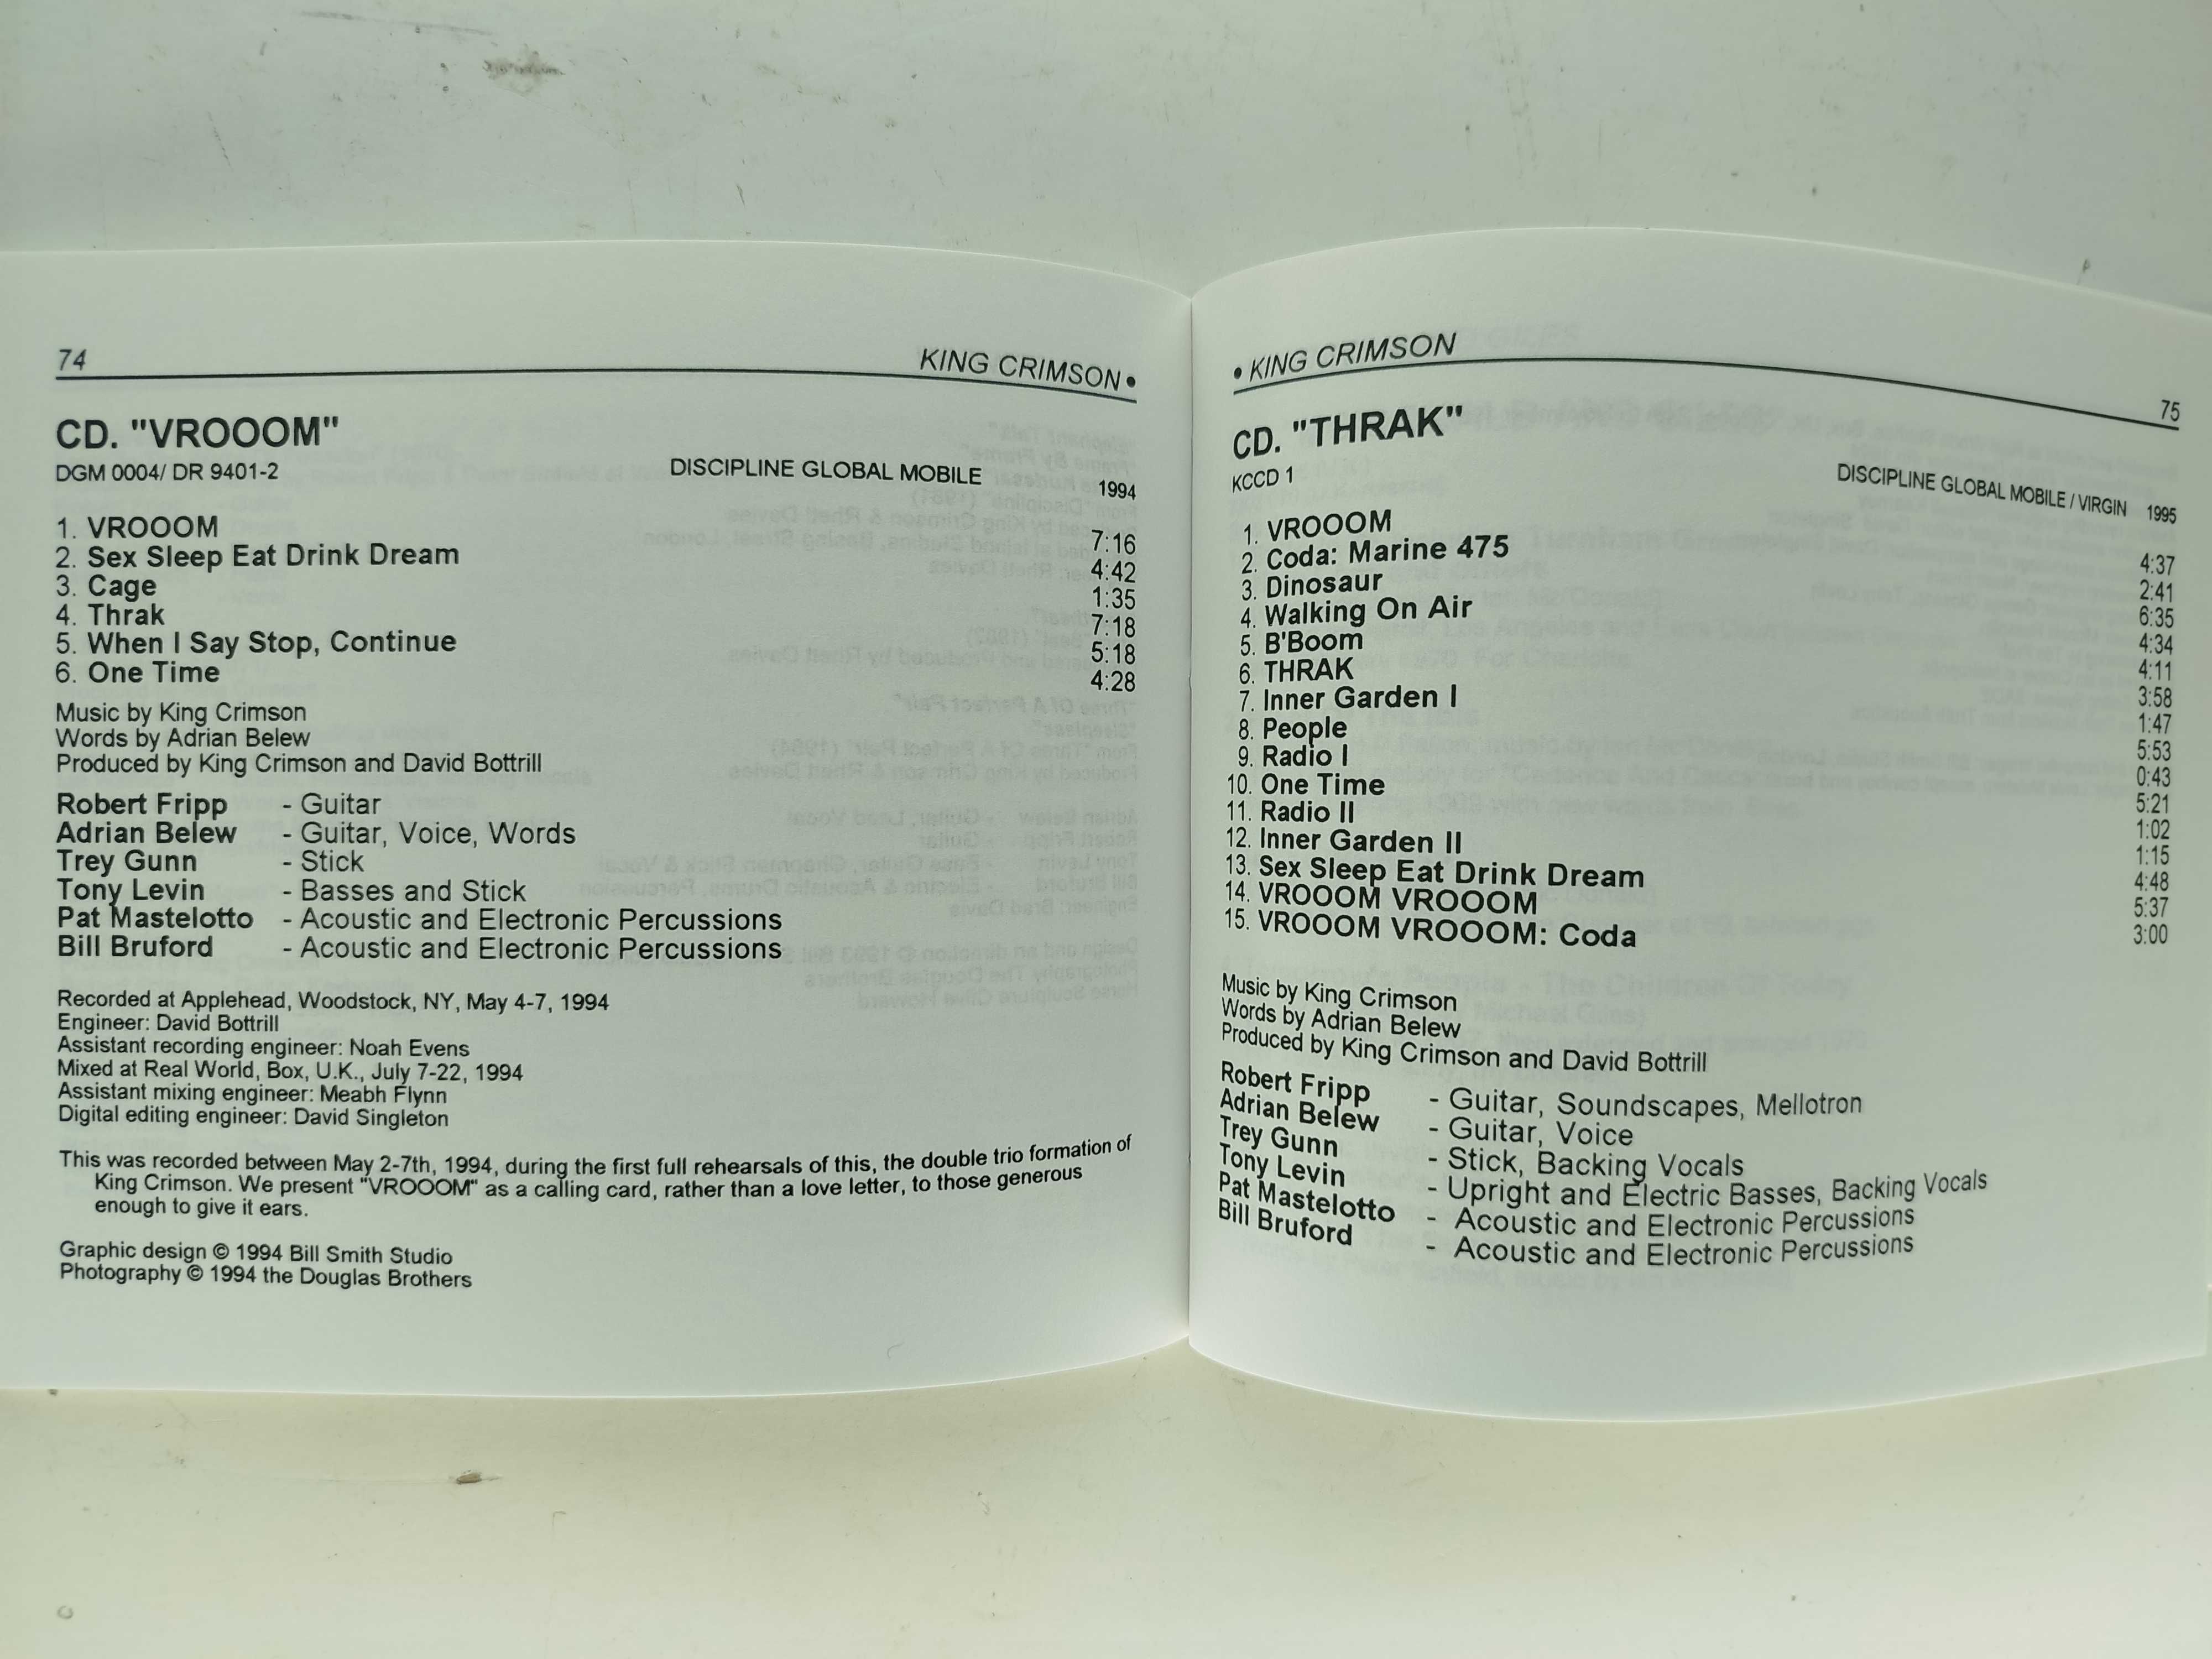 74
KING CRIMSON •
CD. "VROOOM"
DGM 0004/ DR 9401-2 DISCIPLINE GLOBAL MOBILE 1994
1. VROOOM 7:16
2. Sex Sleep Eat Drink Dream 4:42
3. Cage 1:35
4. Thrak 7:18
5. When I Say Stop, Continue 5:18
6. One Time 4:28
Music by King Crimson
Words by Adrian Belew
Produced by King Crimson and David Bottrill
Robert Fripp - Guitar
Adrian Belew - Guitar, Voice, Words
Trey Gunn - Stick
Tony Levin - Basses and Stick
Pat Mastelotto - Acoustic and Electronic Percussions
Bill Bruford - Acoustic and Electronic Percussions
Recorded at Applehead, Woodstock, NY, May 4-7, 1994
Engineer: David Bottrill
Assistant recording engineer: Noah Evens
Mixed at Real World, Box, U.K., July 7-22, 1994
Assistant mixing engineer: Meabh Flynn
Digital editing engineer: David Singleton
This was recorded between May 2-7th, 1994, during the first full rehearsals of this, the double trio formation of
King Crimson. We present "VROOOM" as a calling card, rather than a love letter, to those generous
enough to give it ears.
Graphic design © 1994 Bill Smith Studio
Photography © 1994 the Douglas Brothers
• KING CRIMSON
75
CD. "THRAK"
KCCD 1 DISCIPLINE GLOBAL MOBILE / VIRGIN 1995
1. VROOOM 4:37
2. Coda: Marine 475 2:41
3. Dinosaur 6:35
4. Walking On Air 4:34
5. B'Boom 4:11
6. THRAK 3:58
7. Inner Garden I 1:47
8. People 5:53
9. Radio I 0:43
10. One Time 5:21
11. Radio II 1:02
12. Inner Garden II 1:15
13. Sex Sleep Eat Drink Dream 4:48
14. VROOOM VROOOM 5:37
15. VROOOM VROOOM: Coda 3:00
Music by King Crimson
Words by Adrian Belew
Produced by King Crimson and David Bottrill
Robert Fripp - Guitar, Soundscapes, Mellotron
Adrian Belew - Guitar, Voice
Trey Gunn - Stick, Backing Vocals
Tony Levin - Upright and Electric Basses, Backing Vocals
Pat Mastelotto - Acoustic and Electronic Percussions
Bill Bruford - Acoustic and Electronic Percussions